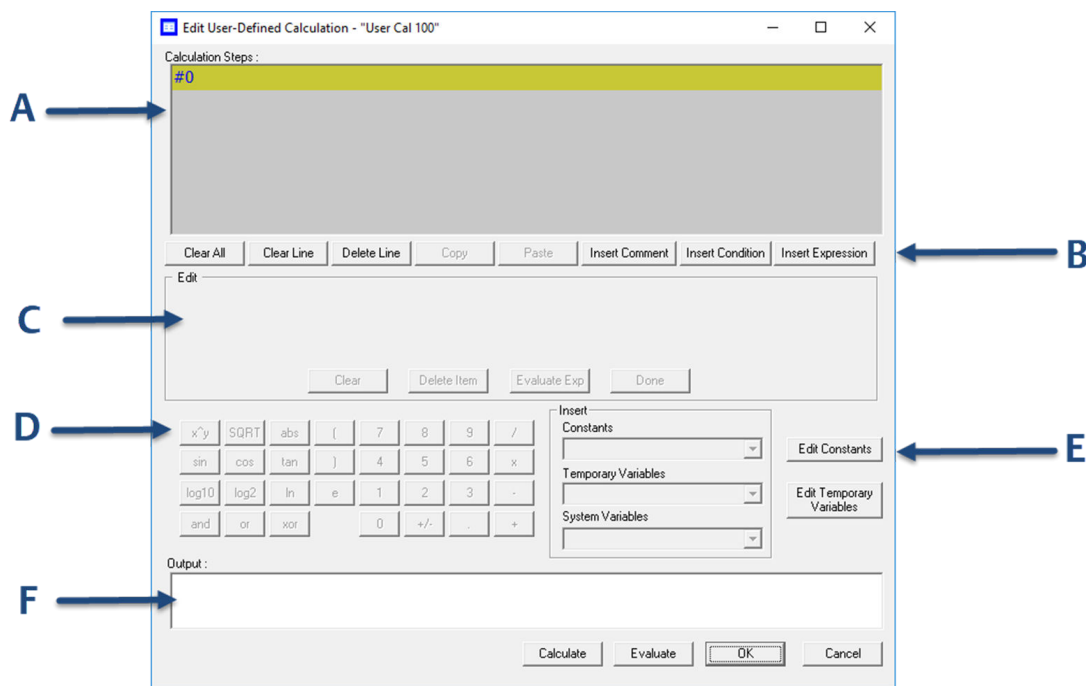 Edit User-Defined Calculation - "User Cal 100"
Calculation Steps :
#0
A
Clear All Clear Line Delete Line Copy Paste Insert Comment Insert Condition Insert Expression
B
Edit
C
Clear Delete Item Evaluate Exp Done
D
x^y SQRT abs ( 7 8 9 /
sin cos tan ) 4 5 6 x
log10 log2 ln e 1 2 3 -
and or xor 0 +/- . +
Insert
Constants
Temporary Variables
System Variables
Edit Constants
E
Edit Temporary
Variables
Output :
F
Calculate Evaluate OK Cancel